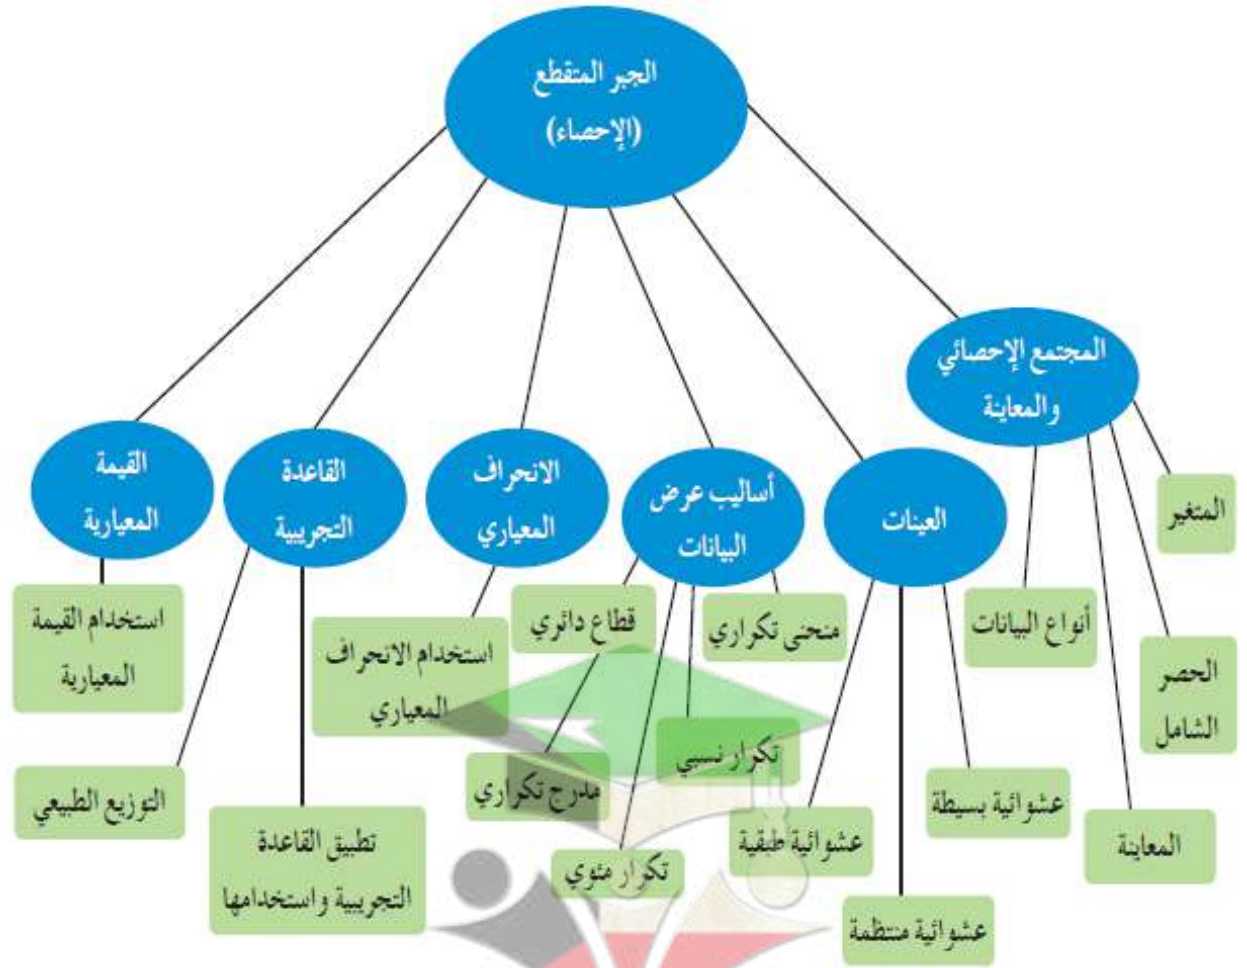 الجبر المتقطع
(الإحصاء)
المجتمع الإحصائي
والمعاينة
المتغير
الحصر
الشامل
المعاينة
أنواع البيانات
العينات
عشوائية بسيطة
عشوائية منتظمة
عشوائية طبقية
أساليب عرض
البيانات
منحنى تكراري
تكرار نسبي
تكرار مئوي
قطاع دائري
مدرج تكراري
الانحراف
المعياري
استخدام الانحراف
المعياري
القاعدة
التجريبية
تطبيق القاعدة
التجريبية واستخدامها
التوزيع الطبيعي
القيمة
المعيارية
استخدام القيمة
المعيارية